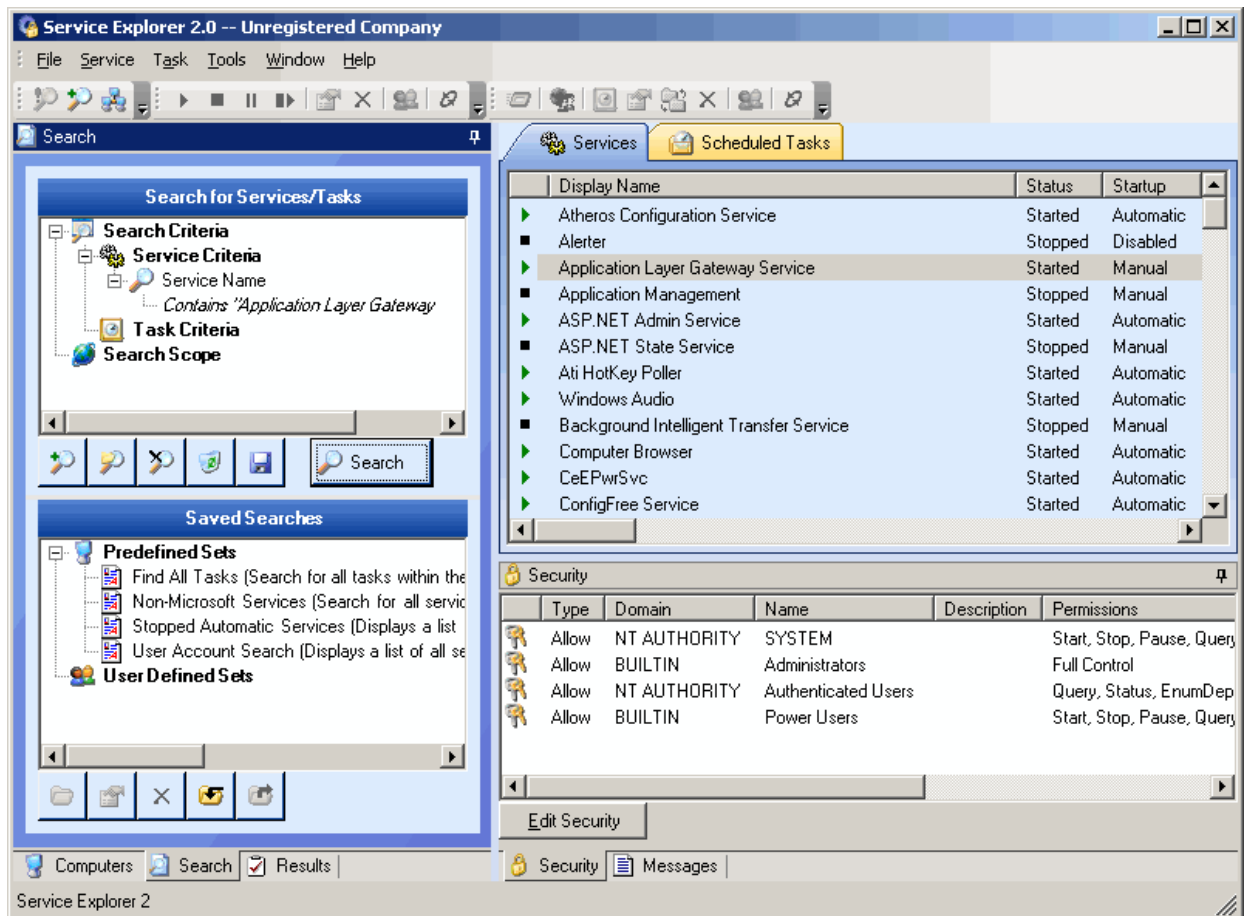 Service Explorer 2.0 -- Unregistered Company
File Service Task Tools Window Help
Search
Search for Services/Tasks
Search Criteria
Service Criteria
Service Name
Contains "Application Layer Gateway
Task Criteria
Search Scope
Search
Saved Searches
Predefined Sets
Find All Tasks (Search for all tasks within the
Non-Microsoft Services (Search for all servic
Stopped Automatic Services (Displays a list
User Account Search (Displays a list of all se
User Defined Sets
Computers Search Results
Services Scheduled Tasks
Display Name Status Startup
Atheros Configuration Service Started Automatic
Alerter Stopped Disabled
Application Layer Gateway Service Started Manual
Application Management Stopped Manual
ASP.NET Admin Service Started Automatic
ASP.NET State Service Stopped Manual
Ati HotKey Poller Started Automatic
Windows Audio Started Automatic
Background Intelligent Transfer Service Stopped Manual
Computer Browser Started Automatic
CeEPwrSvc Started Automatic
ConfigFree Service Started Automatic
Security
Type Domain Name Description Permissions
Allow NT AUTHORITY SYSTEM Start, Stop, Pause, Query
Allow BUILTIN Administrators Full Control
Allow NT AUTHORITY Authenticated Users Query, Status, EnumDep
Allow BUILTIN Power Users Start, Stop, Pause, Query
Edit Security
Security Messages
Service Explorer 2